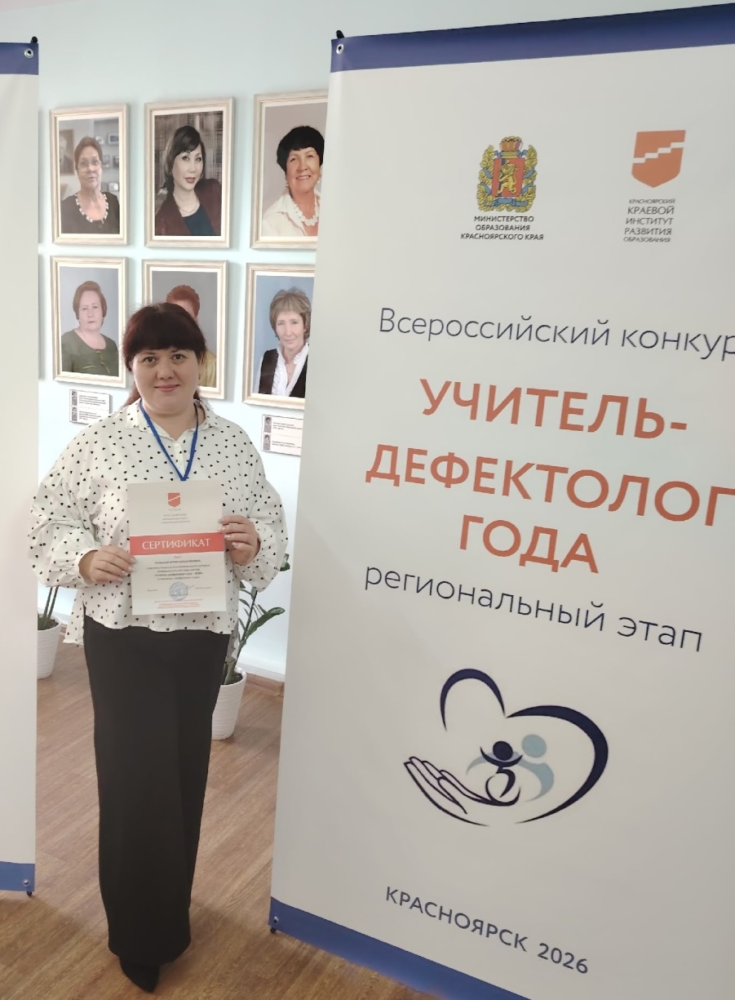 МИНИСТЕРСТВО
ОБРАЗОВАНИЯ
КРАСНОЯРСКОГО КРАЯ
КРАСНОЯРСКИЙ
КРАЕВОЙ
ИНСТИТУТ
РАЗВИТИЯ
ОБРАЗОВАНИЯ
Всероссийский конкур
УЧИТЕЛЬ-
ДЕФЕКТОЛОГ
ГОДА
региональный этап
КРАСНОЯРСК 2026
СЕРТИФИКАТ